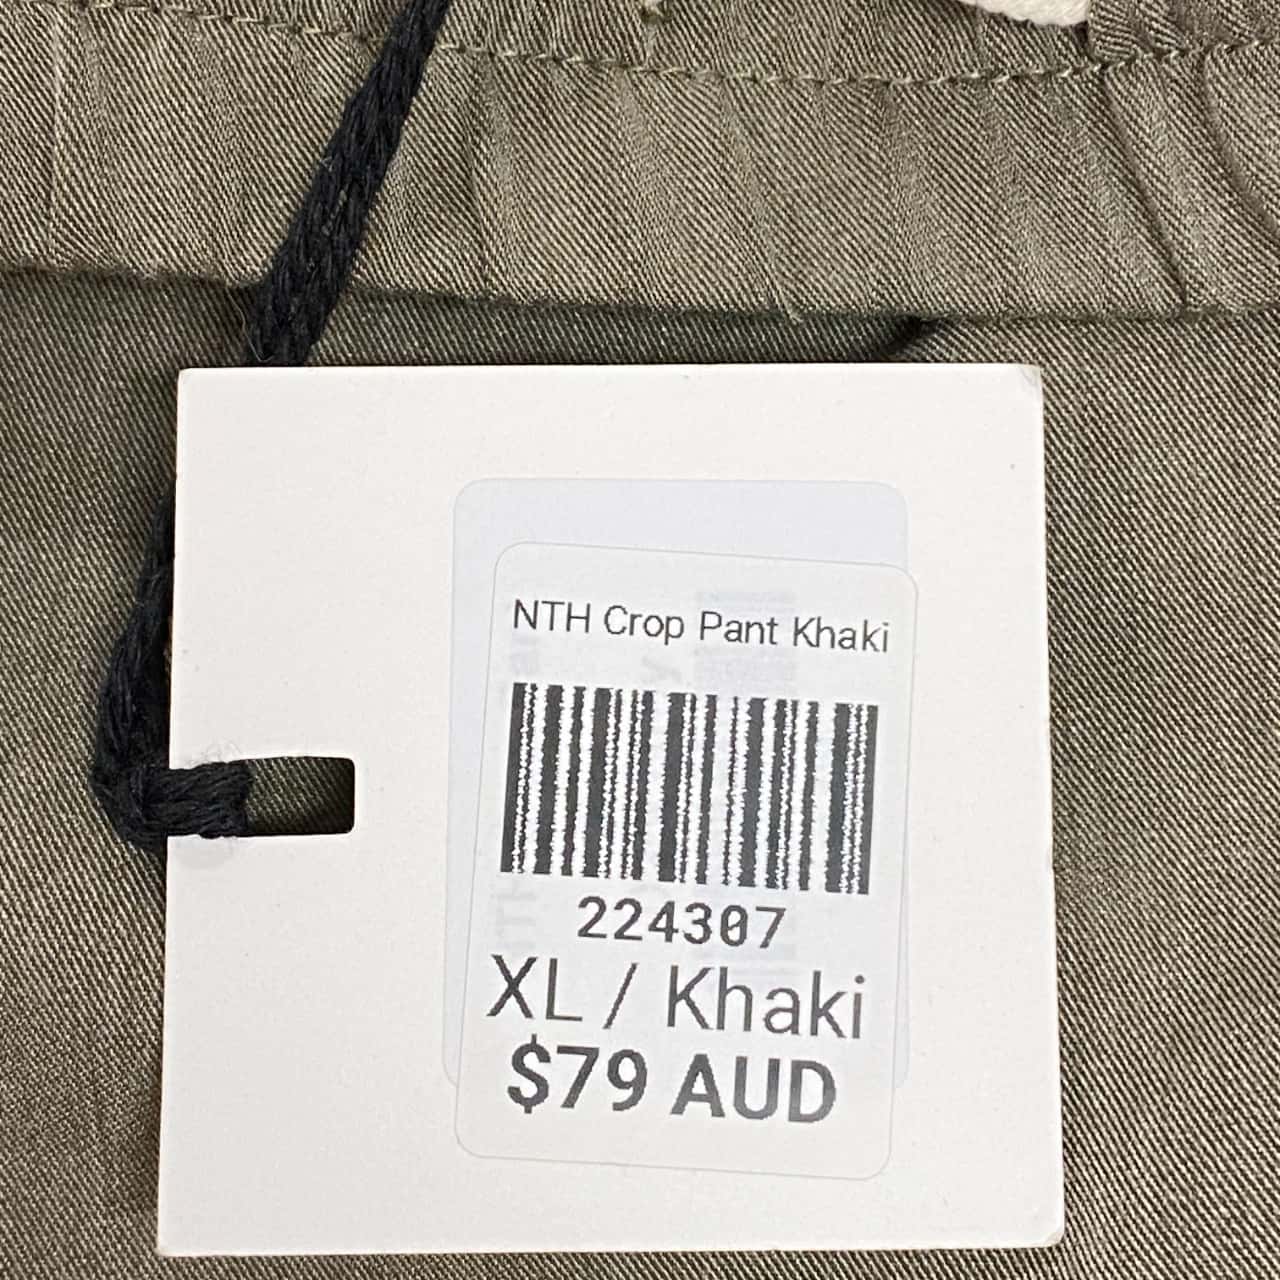 NTH Crop Pant Khaki
224307
XL / Khaki
$79 AUD